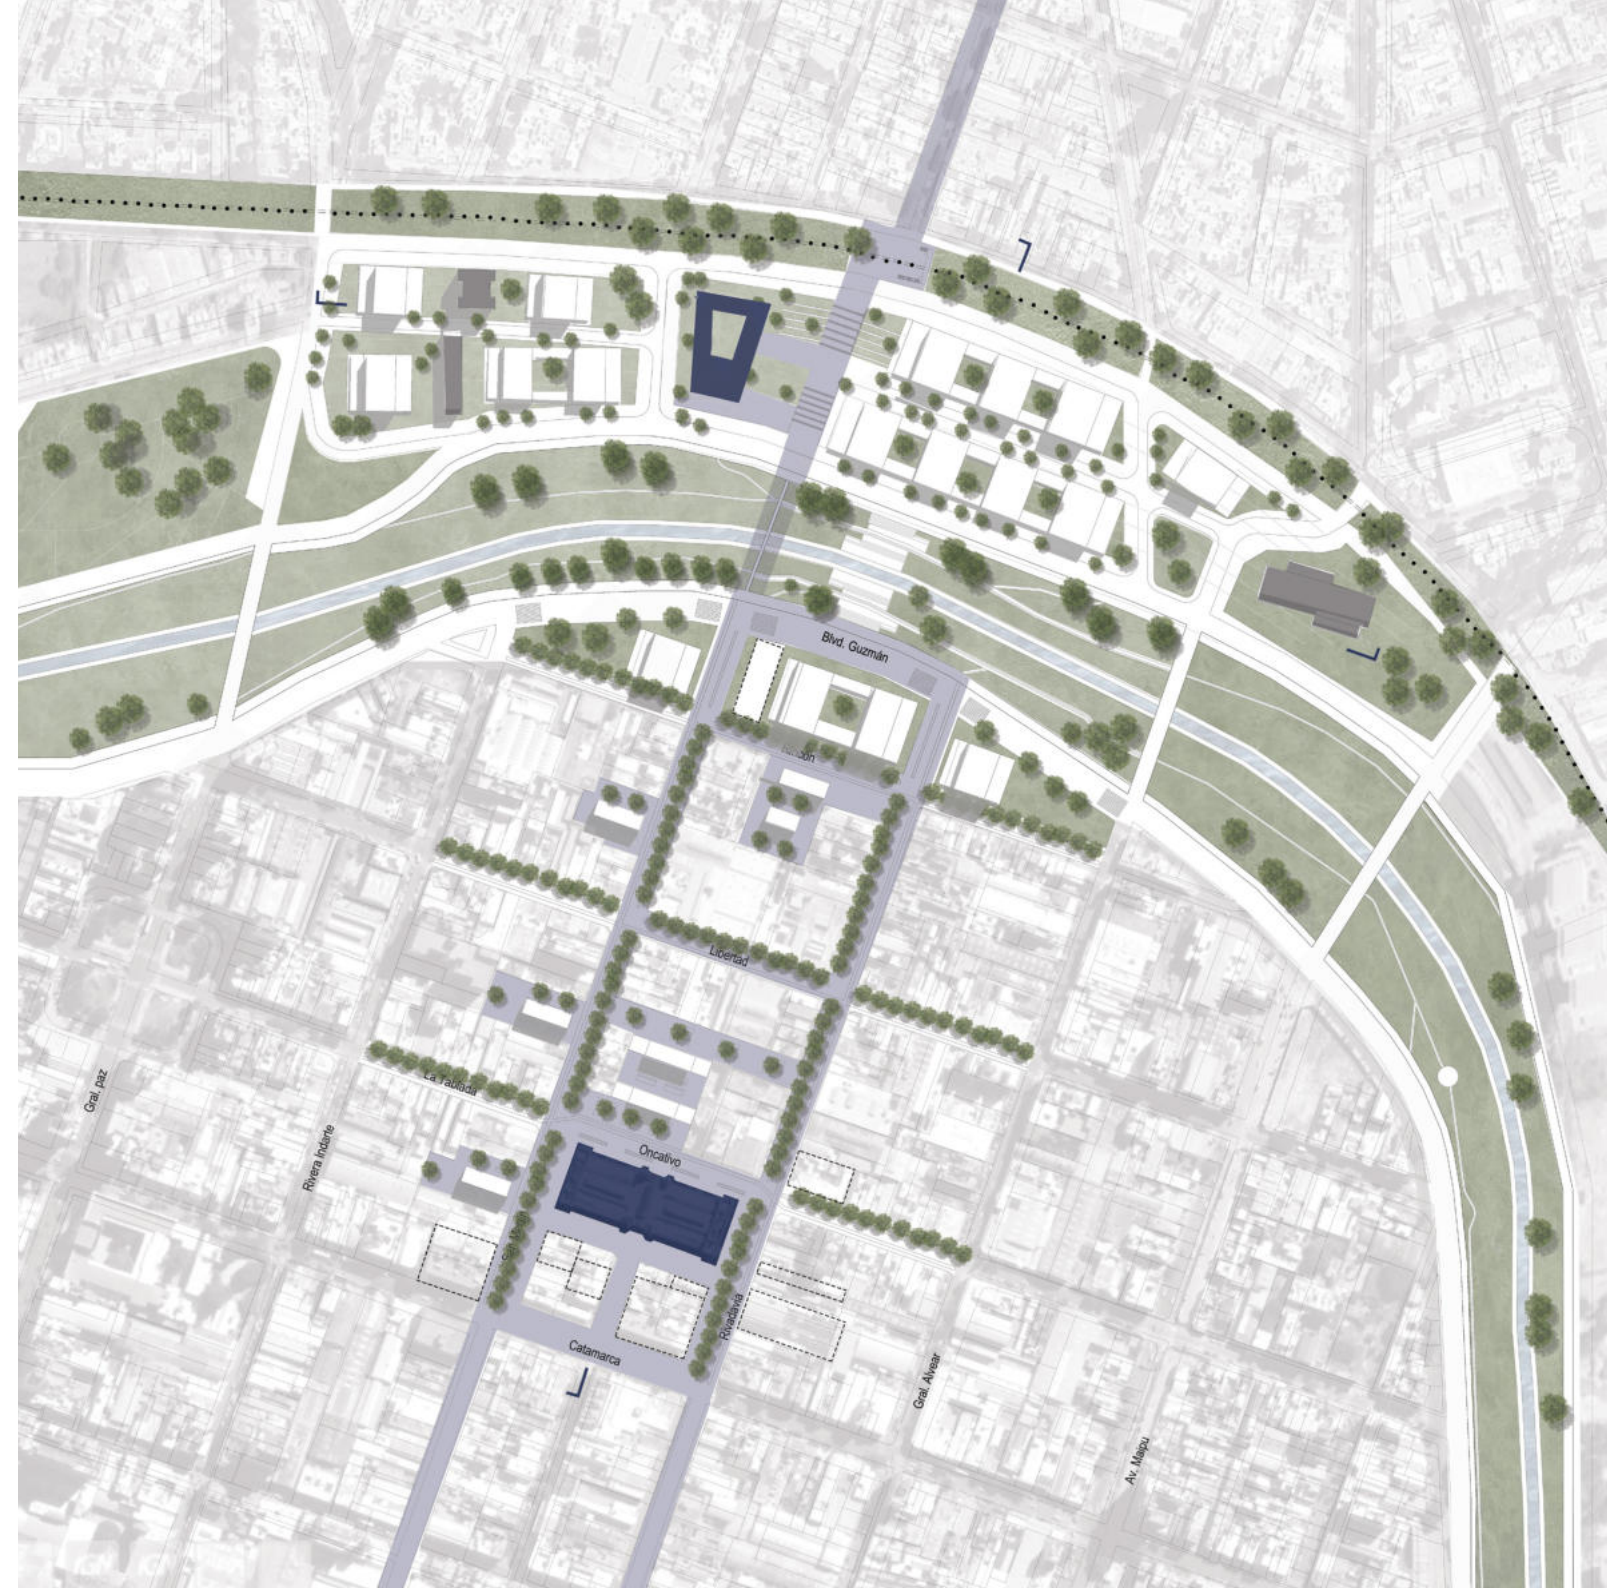 Blvd. Guzmán
Libertad
La Tablada
Gral. paz
Rivera Indarte
Oncativo
Rivadavia
Catamarca
Gral. Alvear
Av. Maipu